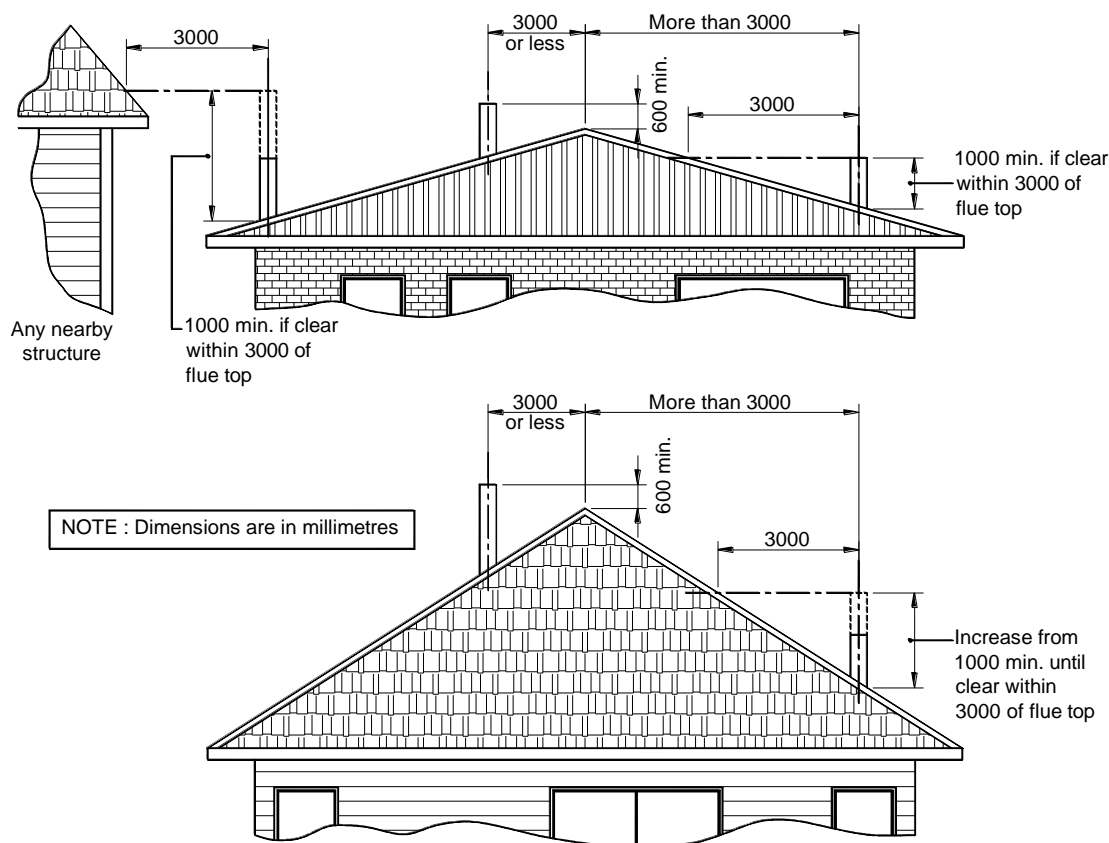 3000
3000
or less
More than 3000
600 min.
3000
1000 min. if clear
within 3000 of
flue top
Any nearby
structure
1000 min. if clear
within 3000 of
flue top
3000
or less
More than 3000
600 min.
NOTE : Dimensions are in millimetres
3000
Increase from
1000 min. until
clear within
3000 of flue top